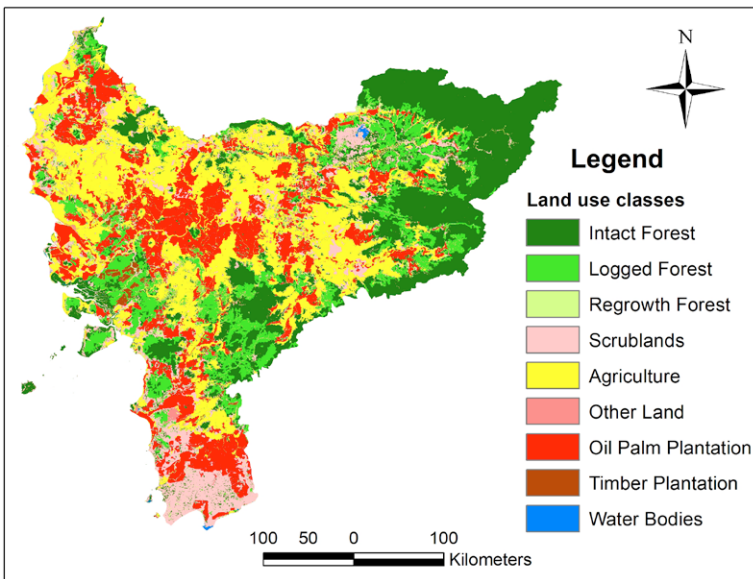 N
Legend
Land use classes
Intact Forest
Logged Forest
Regrowth Forest
Scrublands
Agriculture
Other Land
Oil Palm Plantation
Timber Plantation
Water Bodies
100 50 0 100
Kilometers